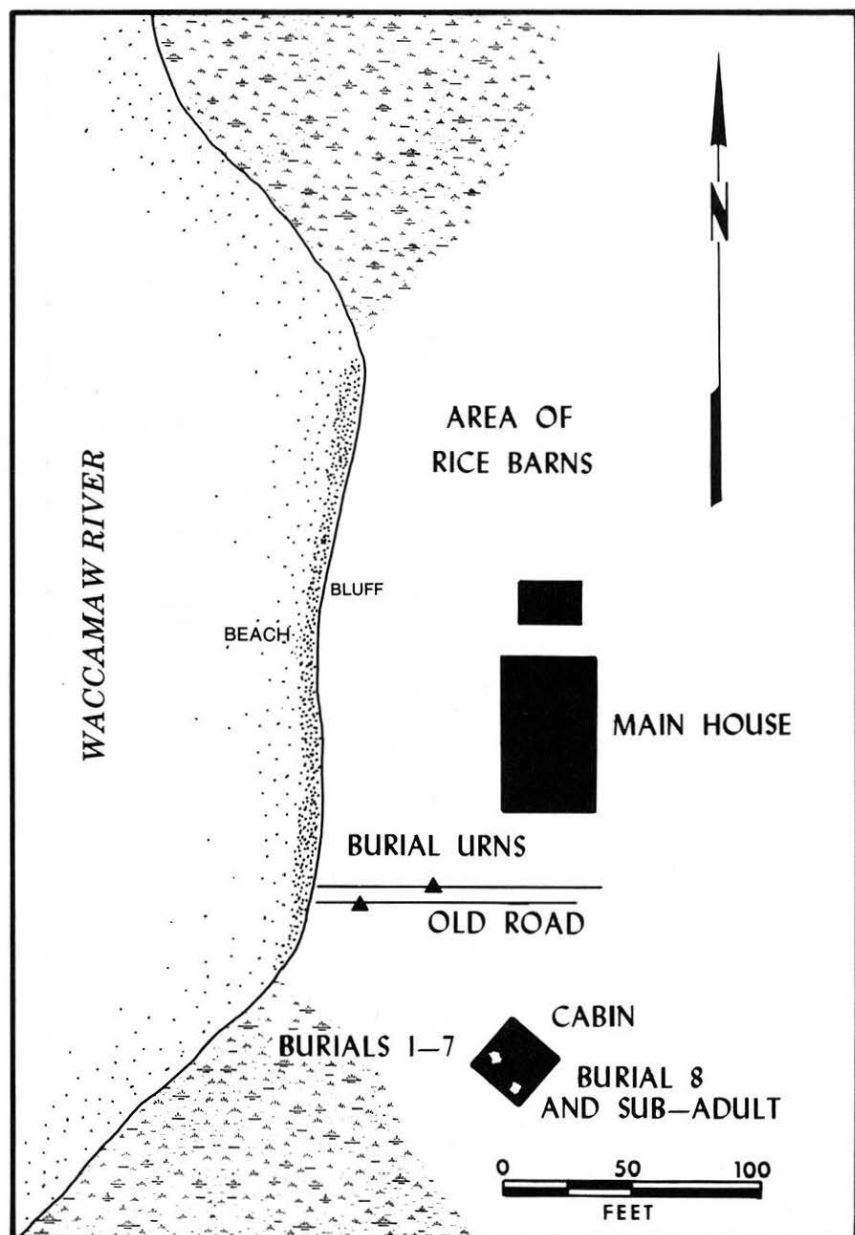 N
AREA OF
RICE BARNS
WACCAMAW RIVER
BLUFF
BEACH
MAIN HOUSE
BURIAL URNS
OLD ROAD
CABIN
BURIALS 1—7
BURIAL 8
AND SUB—ADULT
0 50 100
FEET